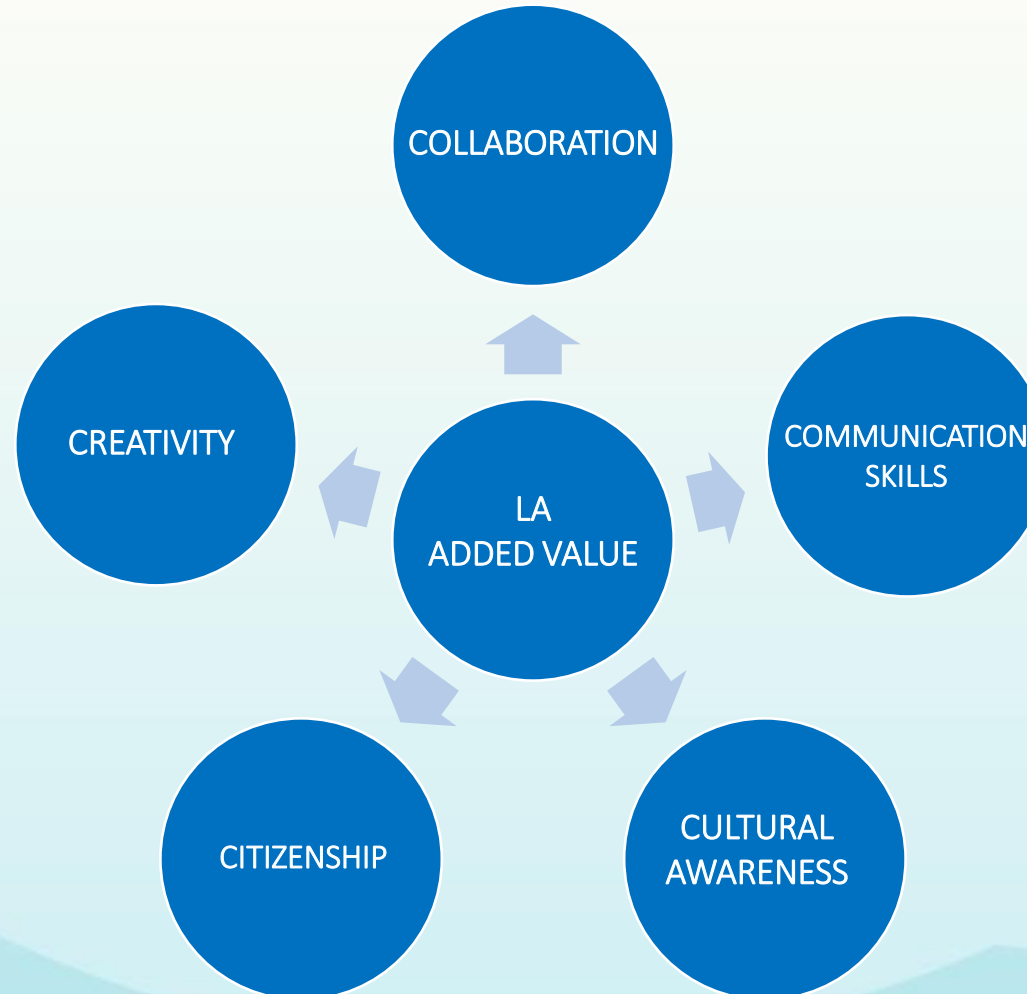 COLLABORATION
CREATIVITY
COMMUNICATION
SKILLS
LA
ADDED VALUE
CITIZENSHIP
CULTURAL
AWARENESS